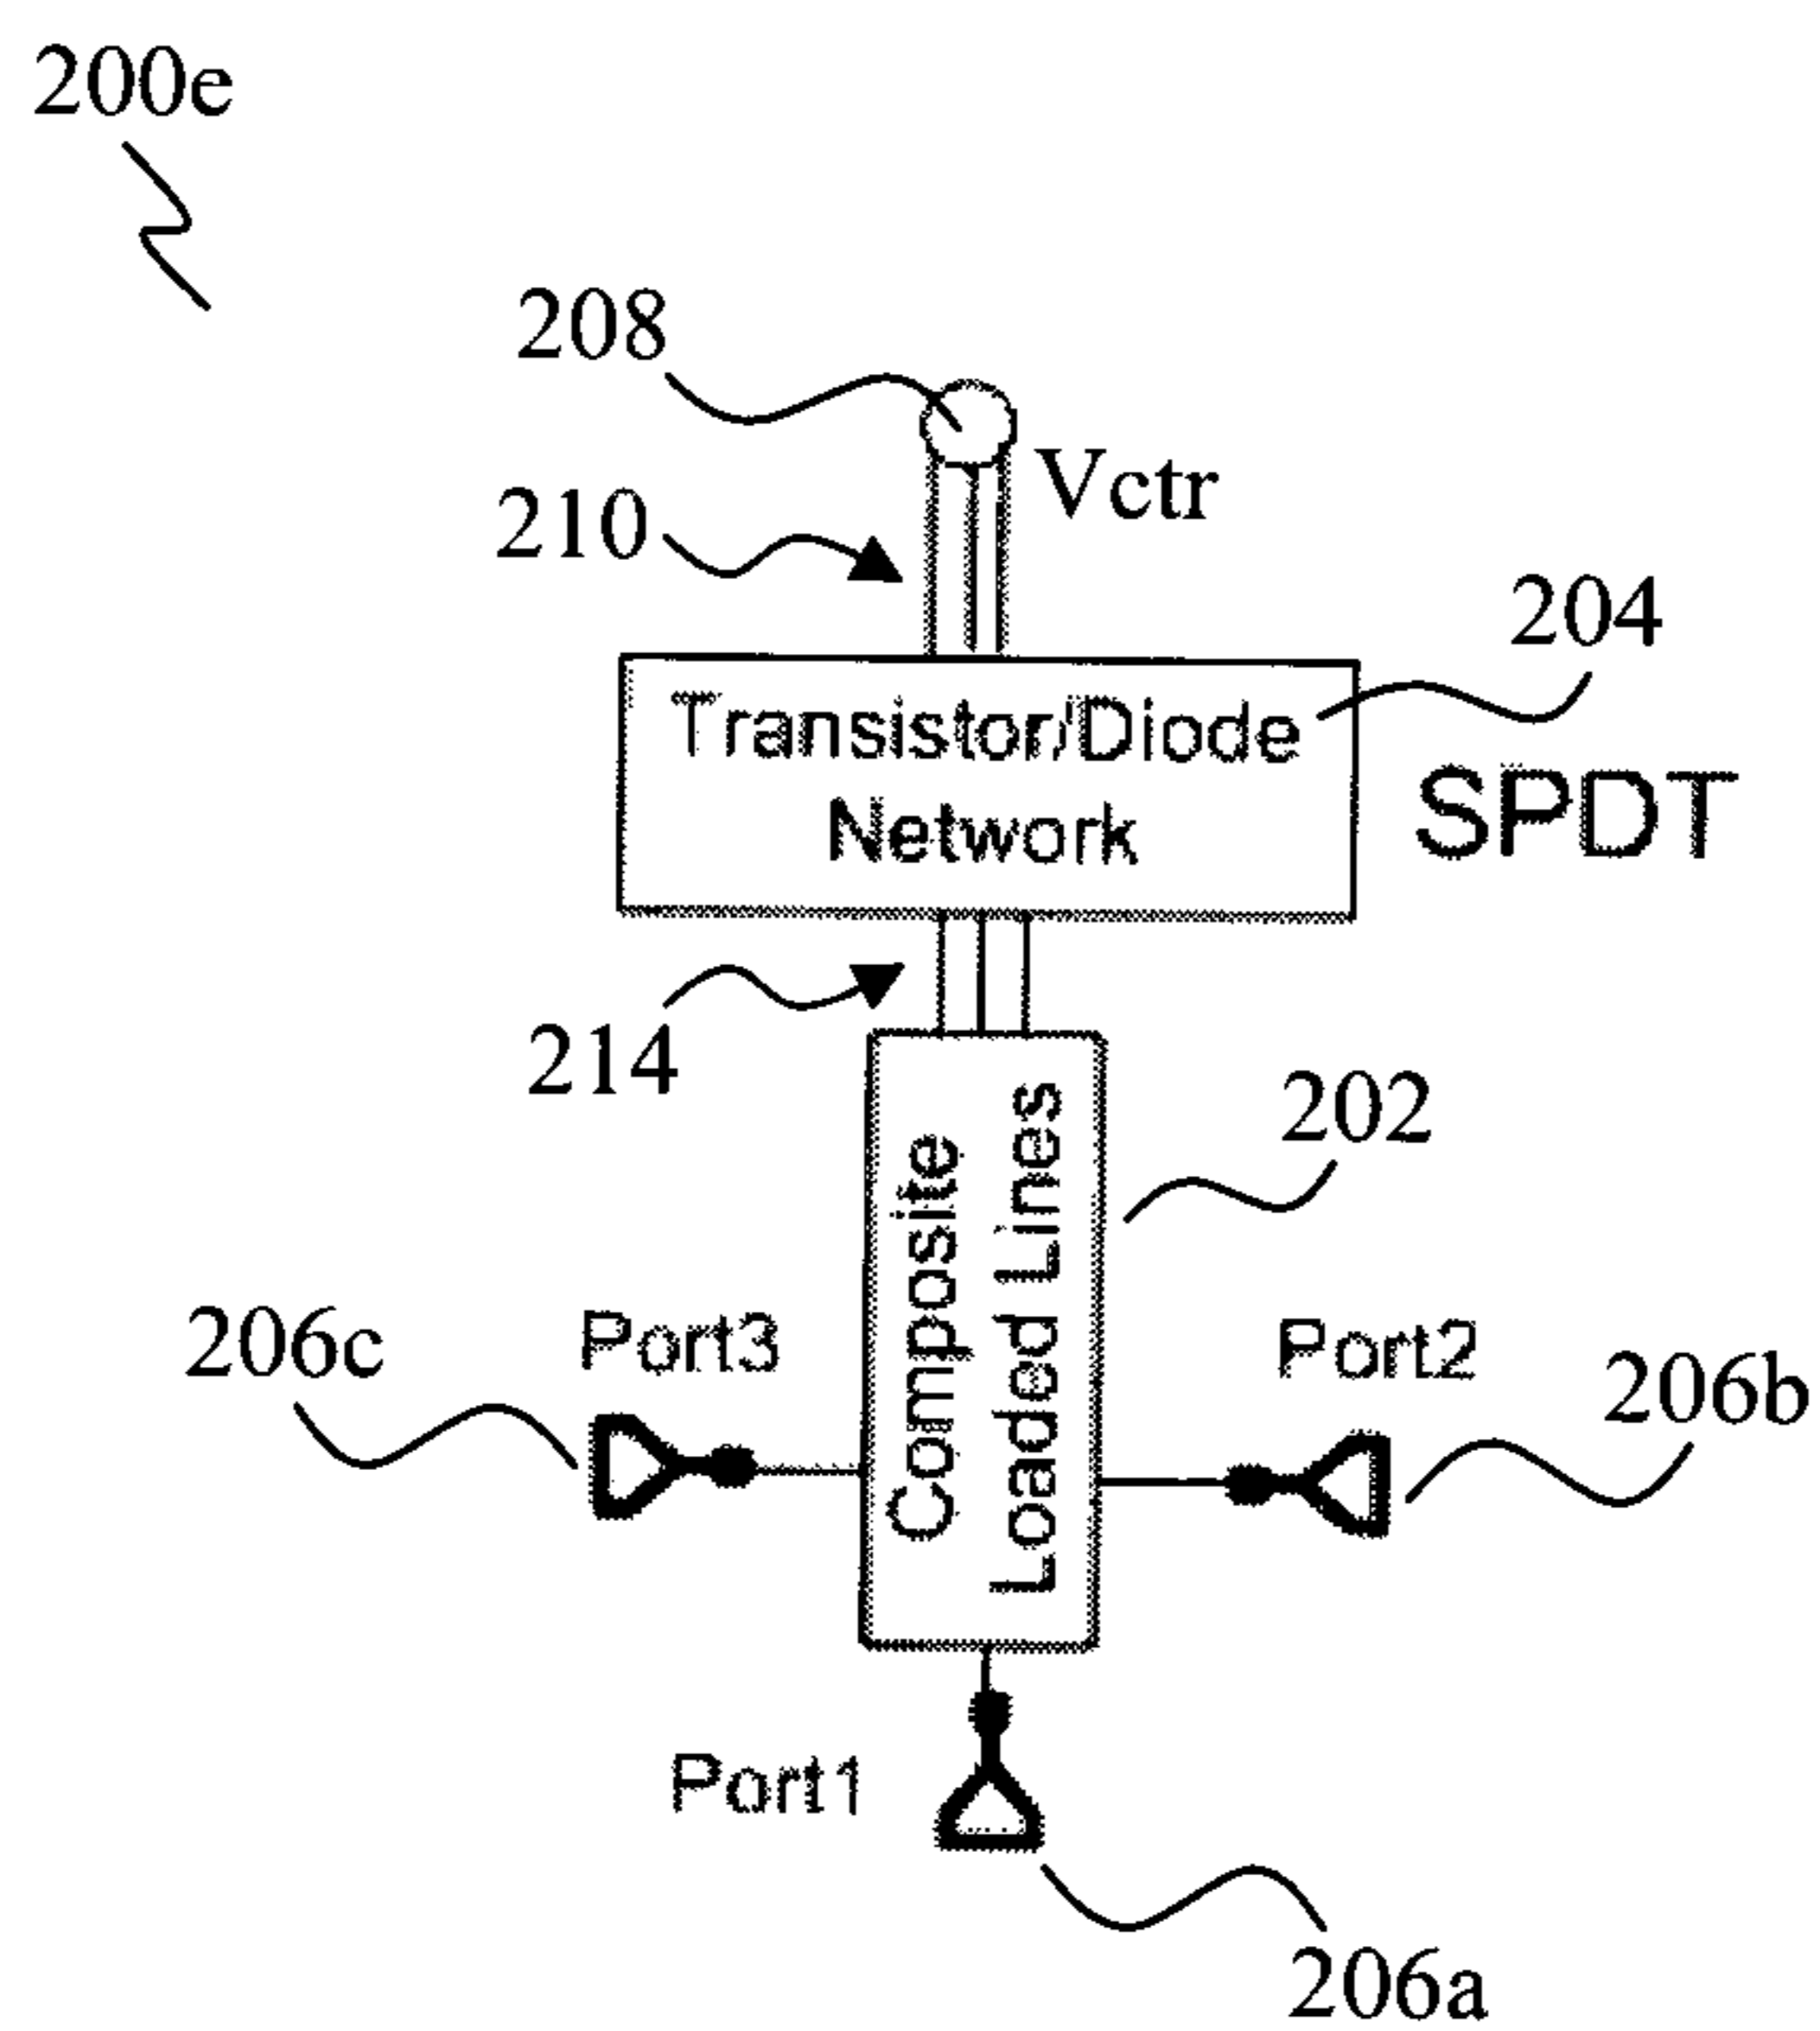 200e
208
Vctr
210
204
Transistor/Diode
Network
SPDT
214
202
Composite
Loaded Lines
206c
Port3
Port2
206b
Port1
206a